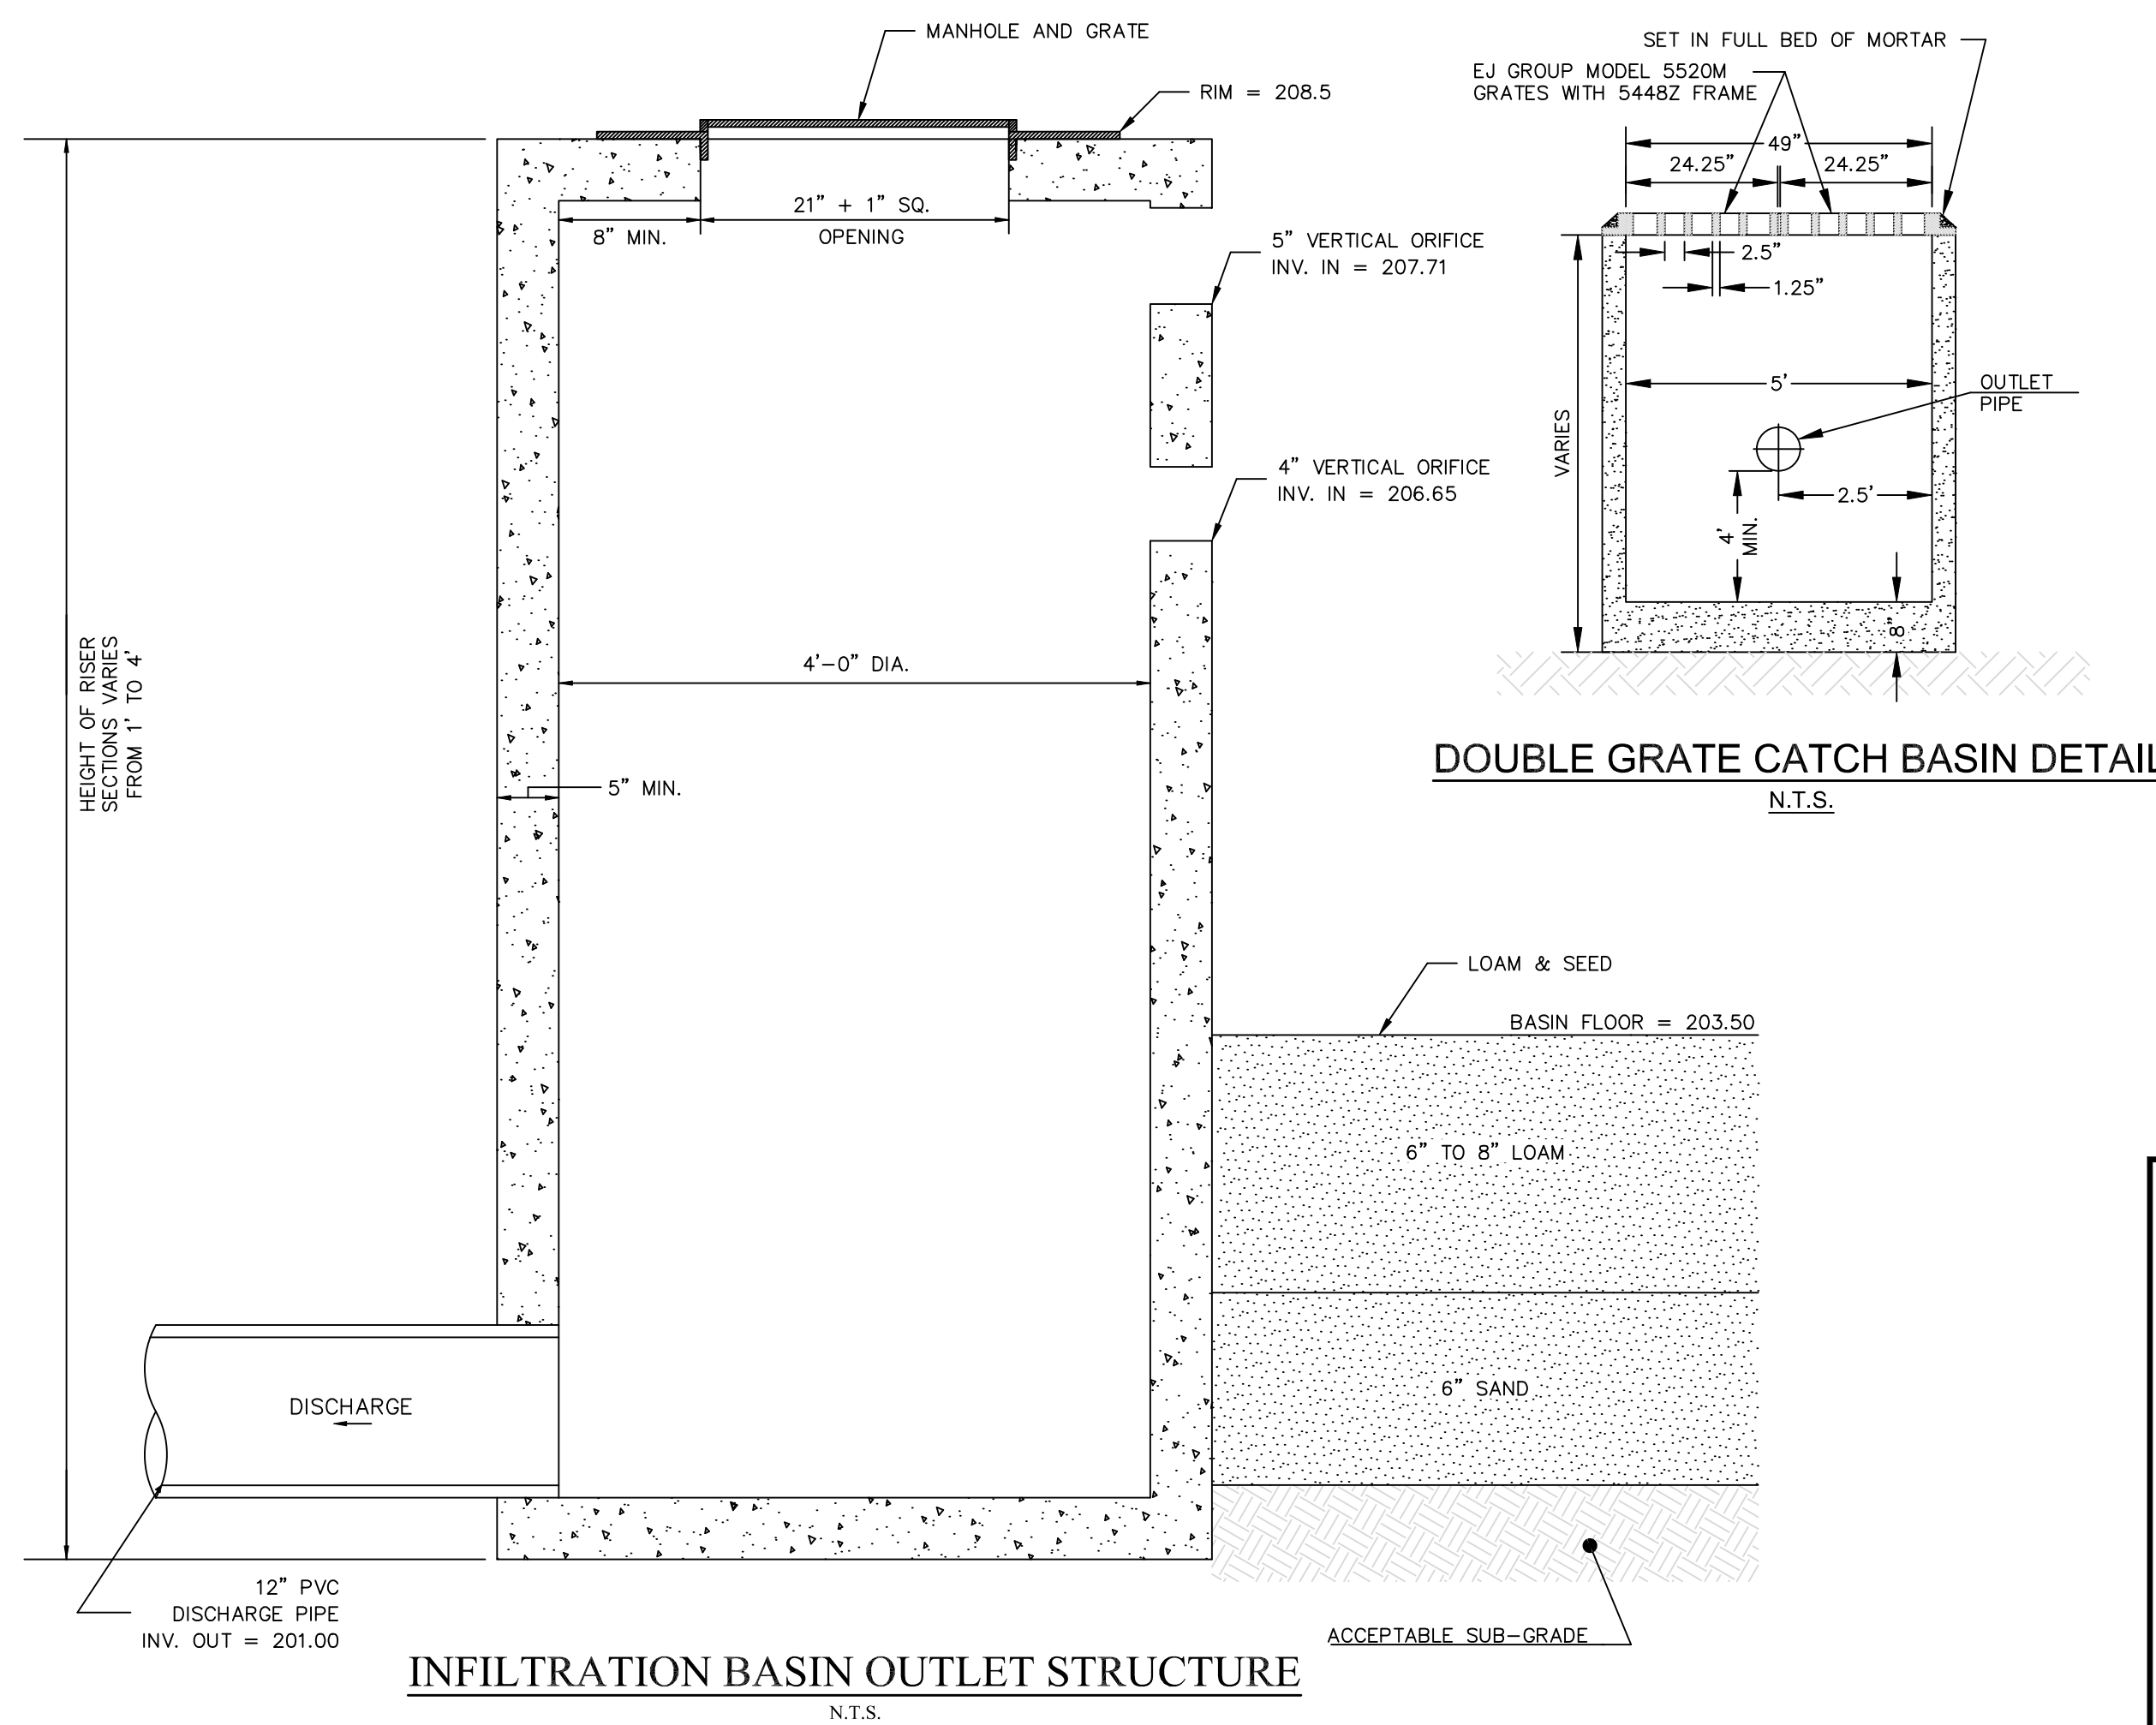 MANHOLE AND GRATE
RIM = 208.5
21” + 1” SQ.
OPENING
8” MIN.
5” VERTICAL ORIFICE
INV. IN = 207.71
4” VERTICAL ORIFICE
INV. IN = 206.65
HEIGHT OF RISER
SECTIONS VARIES
FROM 1' TO 4'
4'-0” DIA.
5” MIN.
LOAM & SEED
BASIN FLOOR = 203.50
6” TO 8” LOAM
6” SAND
DISCHARGE
12” PVC
DISCHARGE PIPE
INV. OUT = 201.00
ACCEPTABLE SUB-GRADE
INFILTRATION BASIN OUTLET STRUCTURE
N.T.S.
SET IN FULL BED OF MORTAR
EJ GROUP MODEL 5520M
GRATES WITH 5448Z FRAME
49”
24.25”
24.25”
2.5”
1.25”
5'
OUTLET
PIPE
VARIES
2.5'
4'
MIN.
8”
DOUBLE GRATE CATCH BASIN DETAIL
N.T.S.